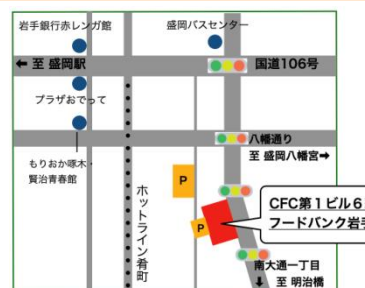 岩手銀行赤レンガ館
盛岡バスセンター
← 至 盛岡駅
国道106号
プラザおでって
八幡通り
至 盛岡八幡宮➡
もりおか啄木・
賢治青春館
ホットライン肴町
P
P
CFC第1ビル6
フードバンク岩手
南大通一丁目
↓ 至 明治橋